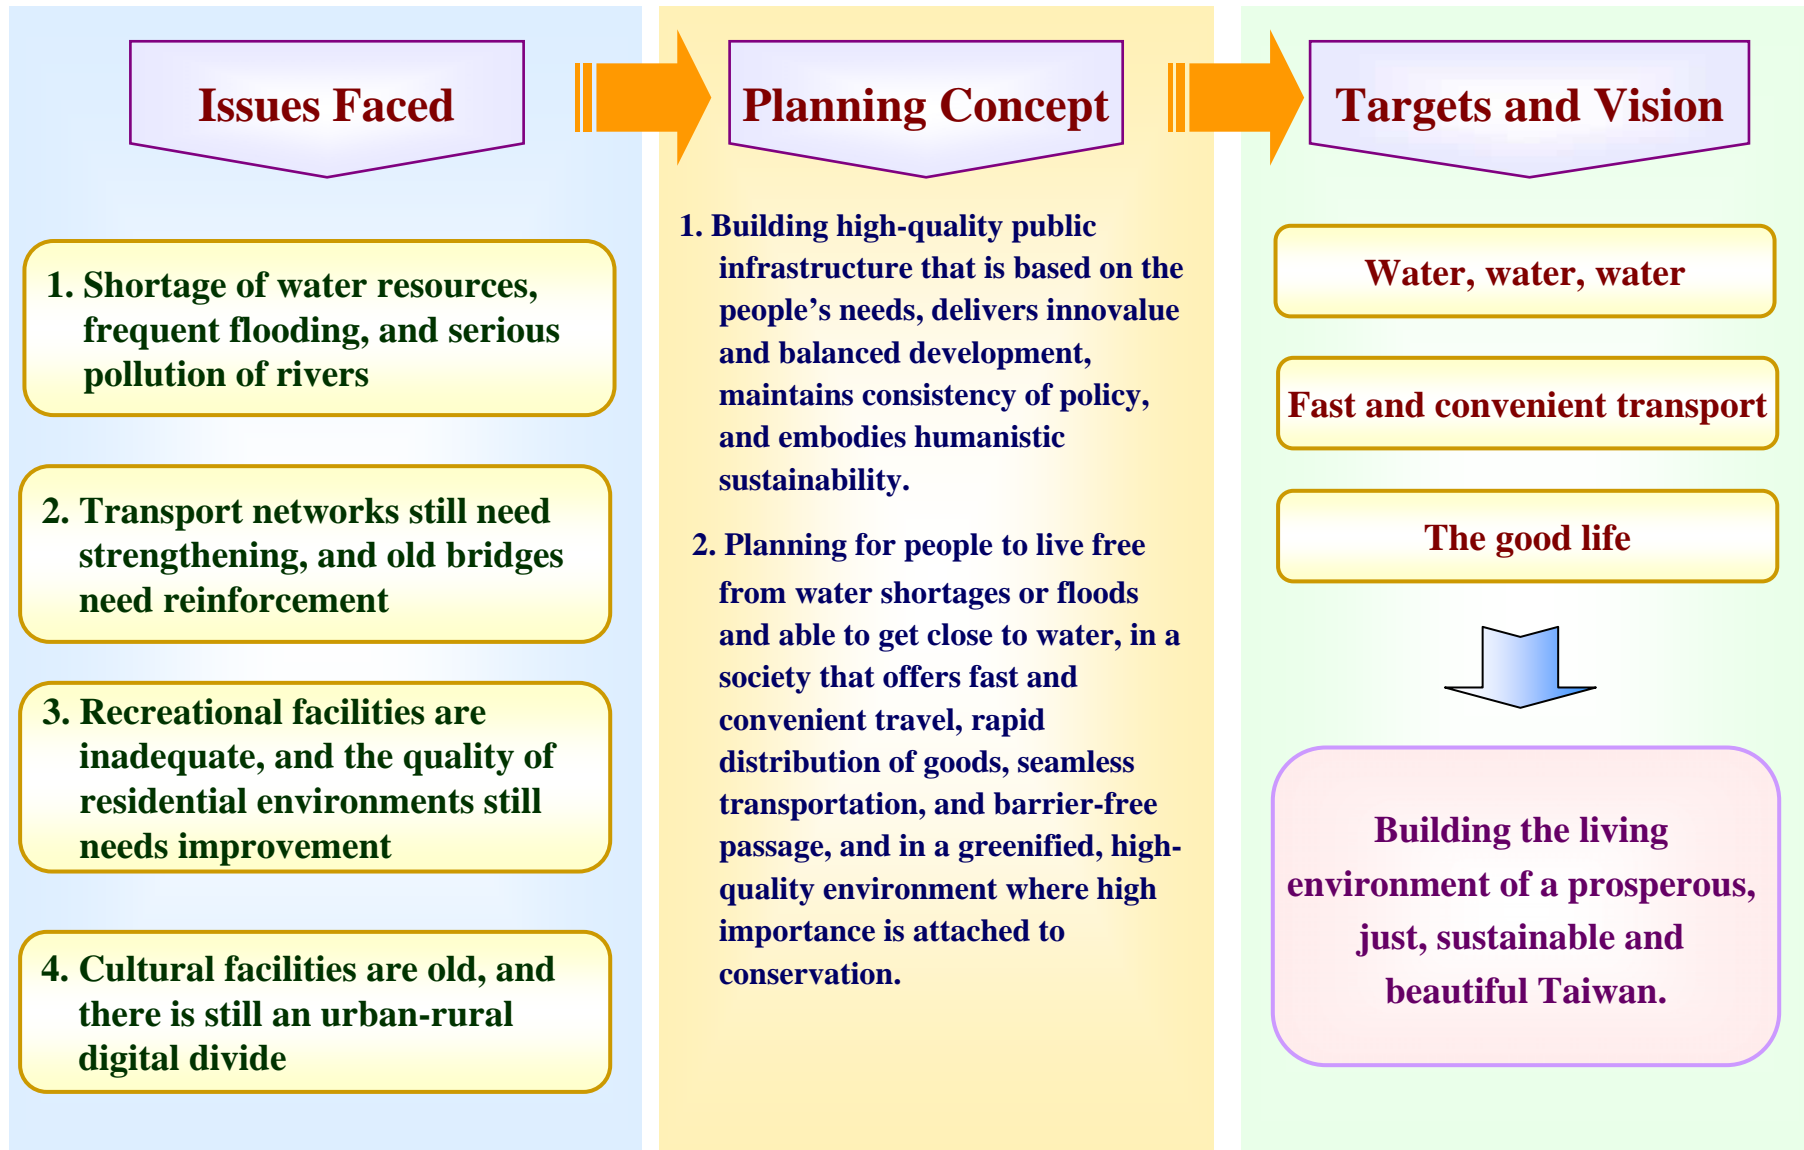 Issues Faced
1. Shortage of water resources,
frequent flooding, and serious
pollution of rivers
2. Transport networks still need
strengthening, and old bridges
need reinforcement
3. Recreational facilities are
inadequate, and the quality of
residential environments still
needs improvement
4. Cultural facilities are old, and
there is still an urban-rural
digital divide
Planning Concept
1. Building high-quality public
infrastructure that is based on the
people’s needs, delivers innovalue
and balanced development,
maintains consistency of policy,
and embodies humanistic
sustainability.
2. Planning for people to live free
from water shortages or floods
and able to get close to water, in a
society that offers fast and
convenient travel, rapid
distribution of goods, seamless
transportation, and barrier-free
passage, and in a greenified, high-
quality environment where high
importance is attached to
conservation.
Targets and Vision
Water, water, water
Fast and convenient transport
The good life
Building the living
environment of a prosperous,
just, sustainable and
beautiful Taiwan.